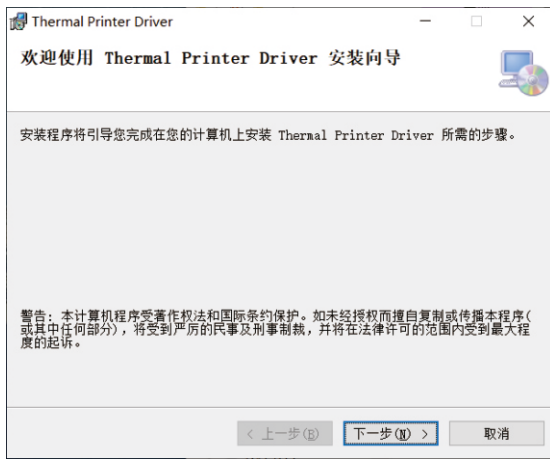 Thermal Printer Driver
欢迎使用 Thermal Printer Driver 安装向导
安装程序将引导您完成在您的计算机上安装 Thermal Printer Driver 所需的步骤。
警告: 本计算机程序受著作权法和国际条约保护。如未经授权而擅自复制或传播本程序(
或其中任何部分)，将受到严厉的民事及刑事制裁，并将在法律许可的范围内受到最大程
度的起诉。
< 上一步(B) 下一步(N) > 取消